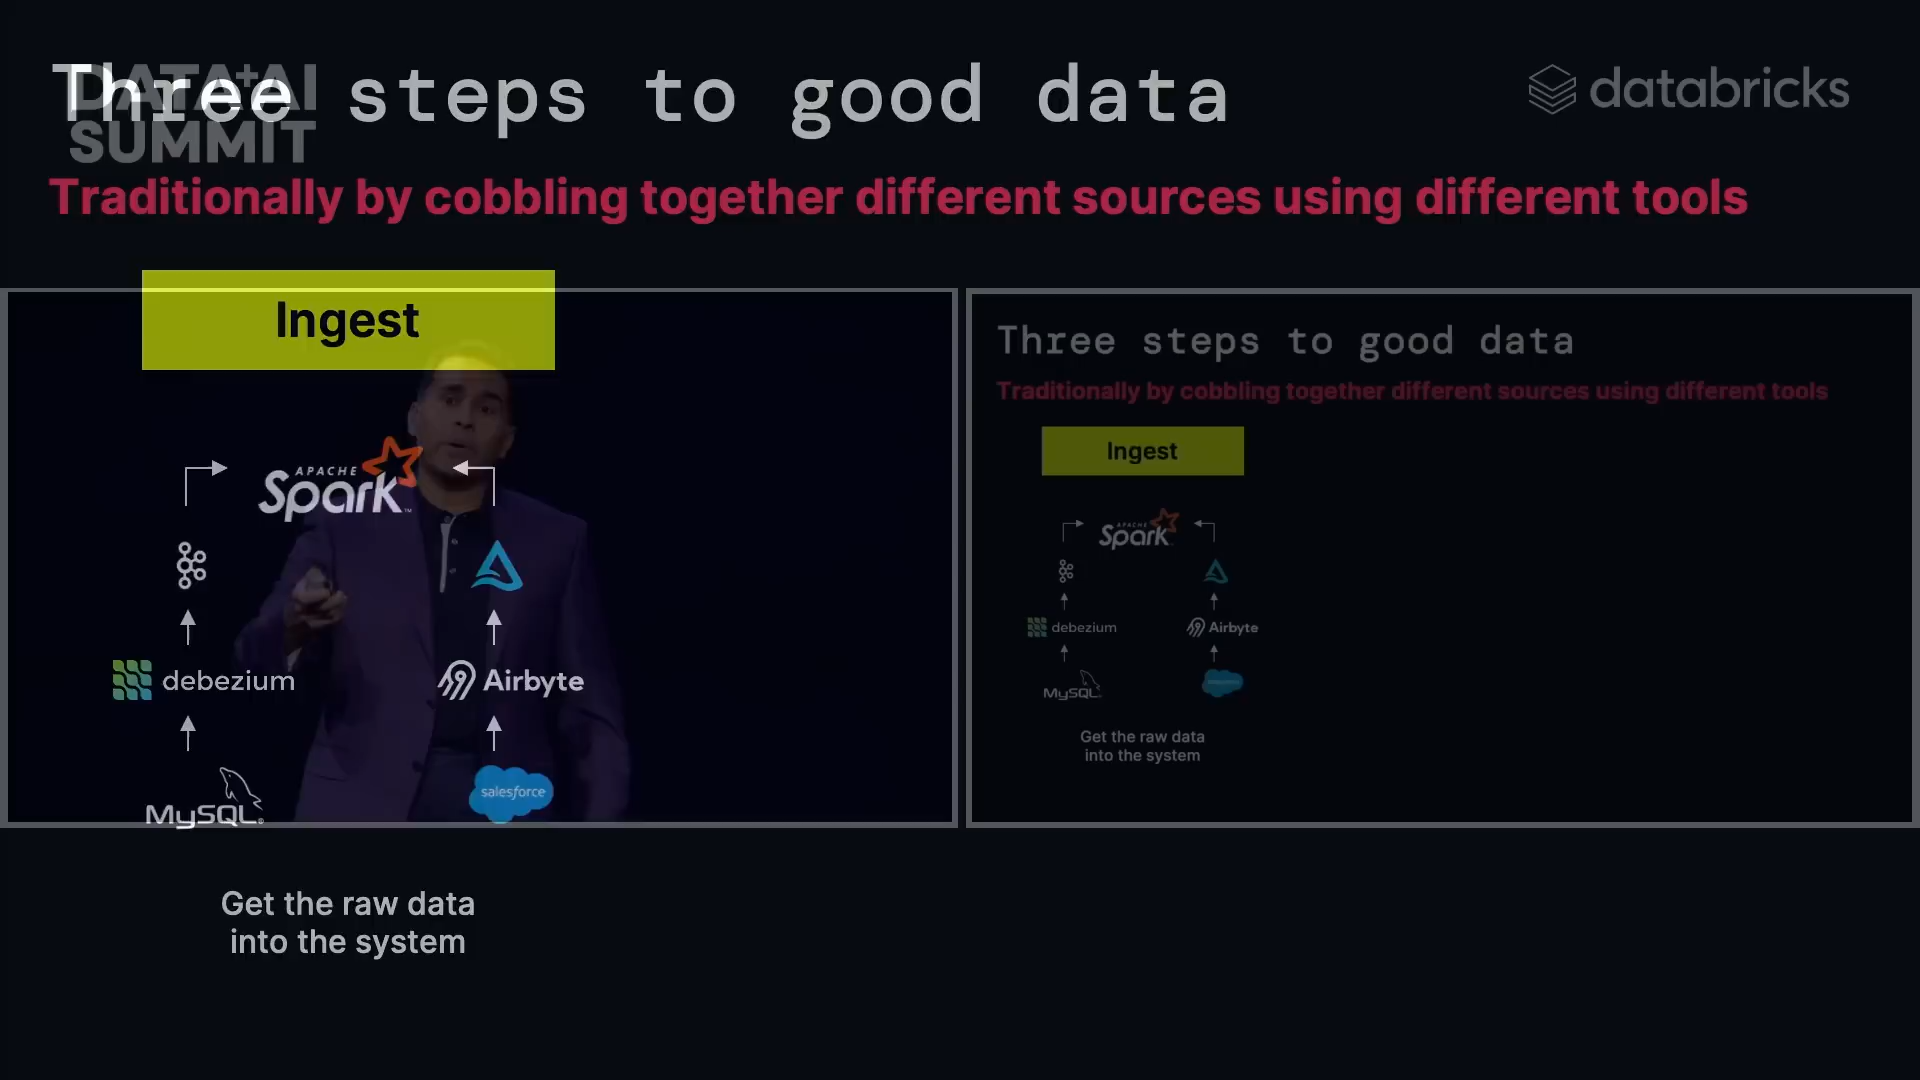 Three steps to good data
DATA+AI
SUMMIT
databricks
Traditionally by cobbling together different sources using different tools
Ingest
APACHE
Spark™
debezium
Airbyte
MySQL®
salesforce
Get the raw data
into the system
Three steps to good data
Traditionally by cobbling together different sources using different tools
Ingest
APACHE
Spark
debezium
Airbyte
MySQL
Get the raw data
into the system